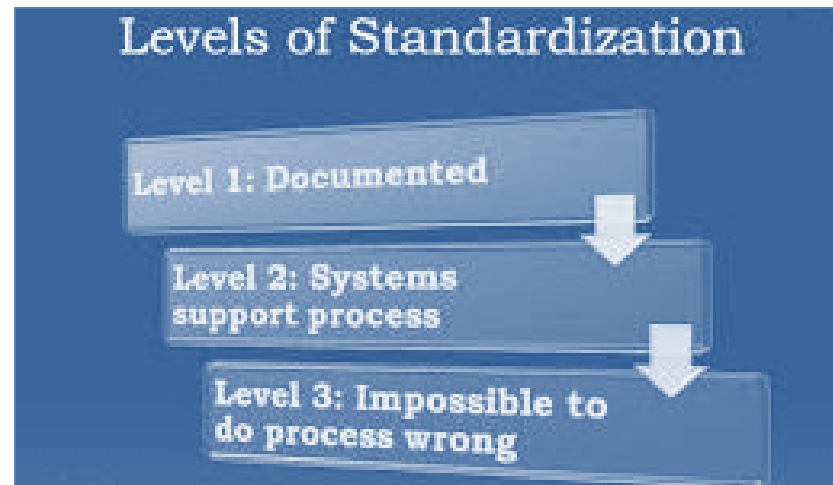 Levels of Standardization
Level 1: Documented
Level 2: Systems
support process
Level 3: Impossible to
do process wrong